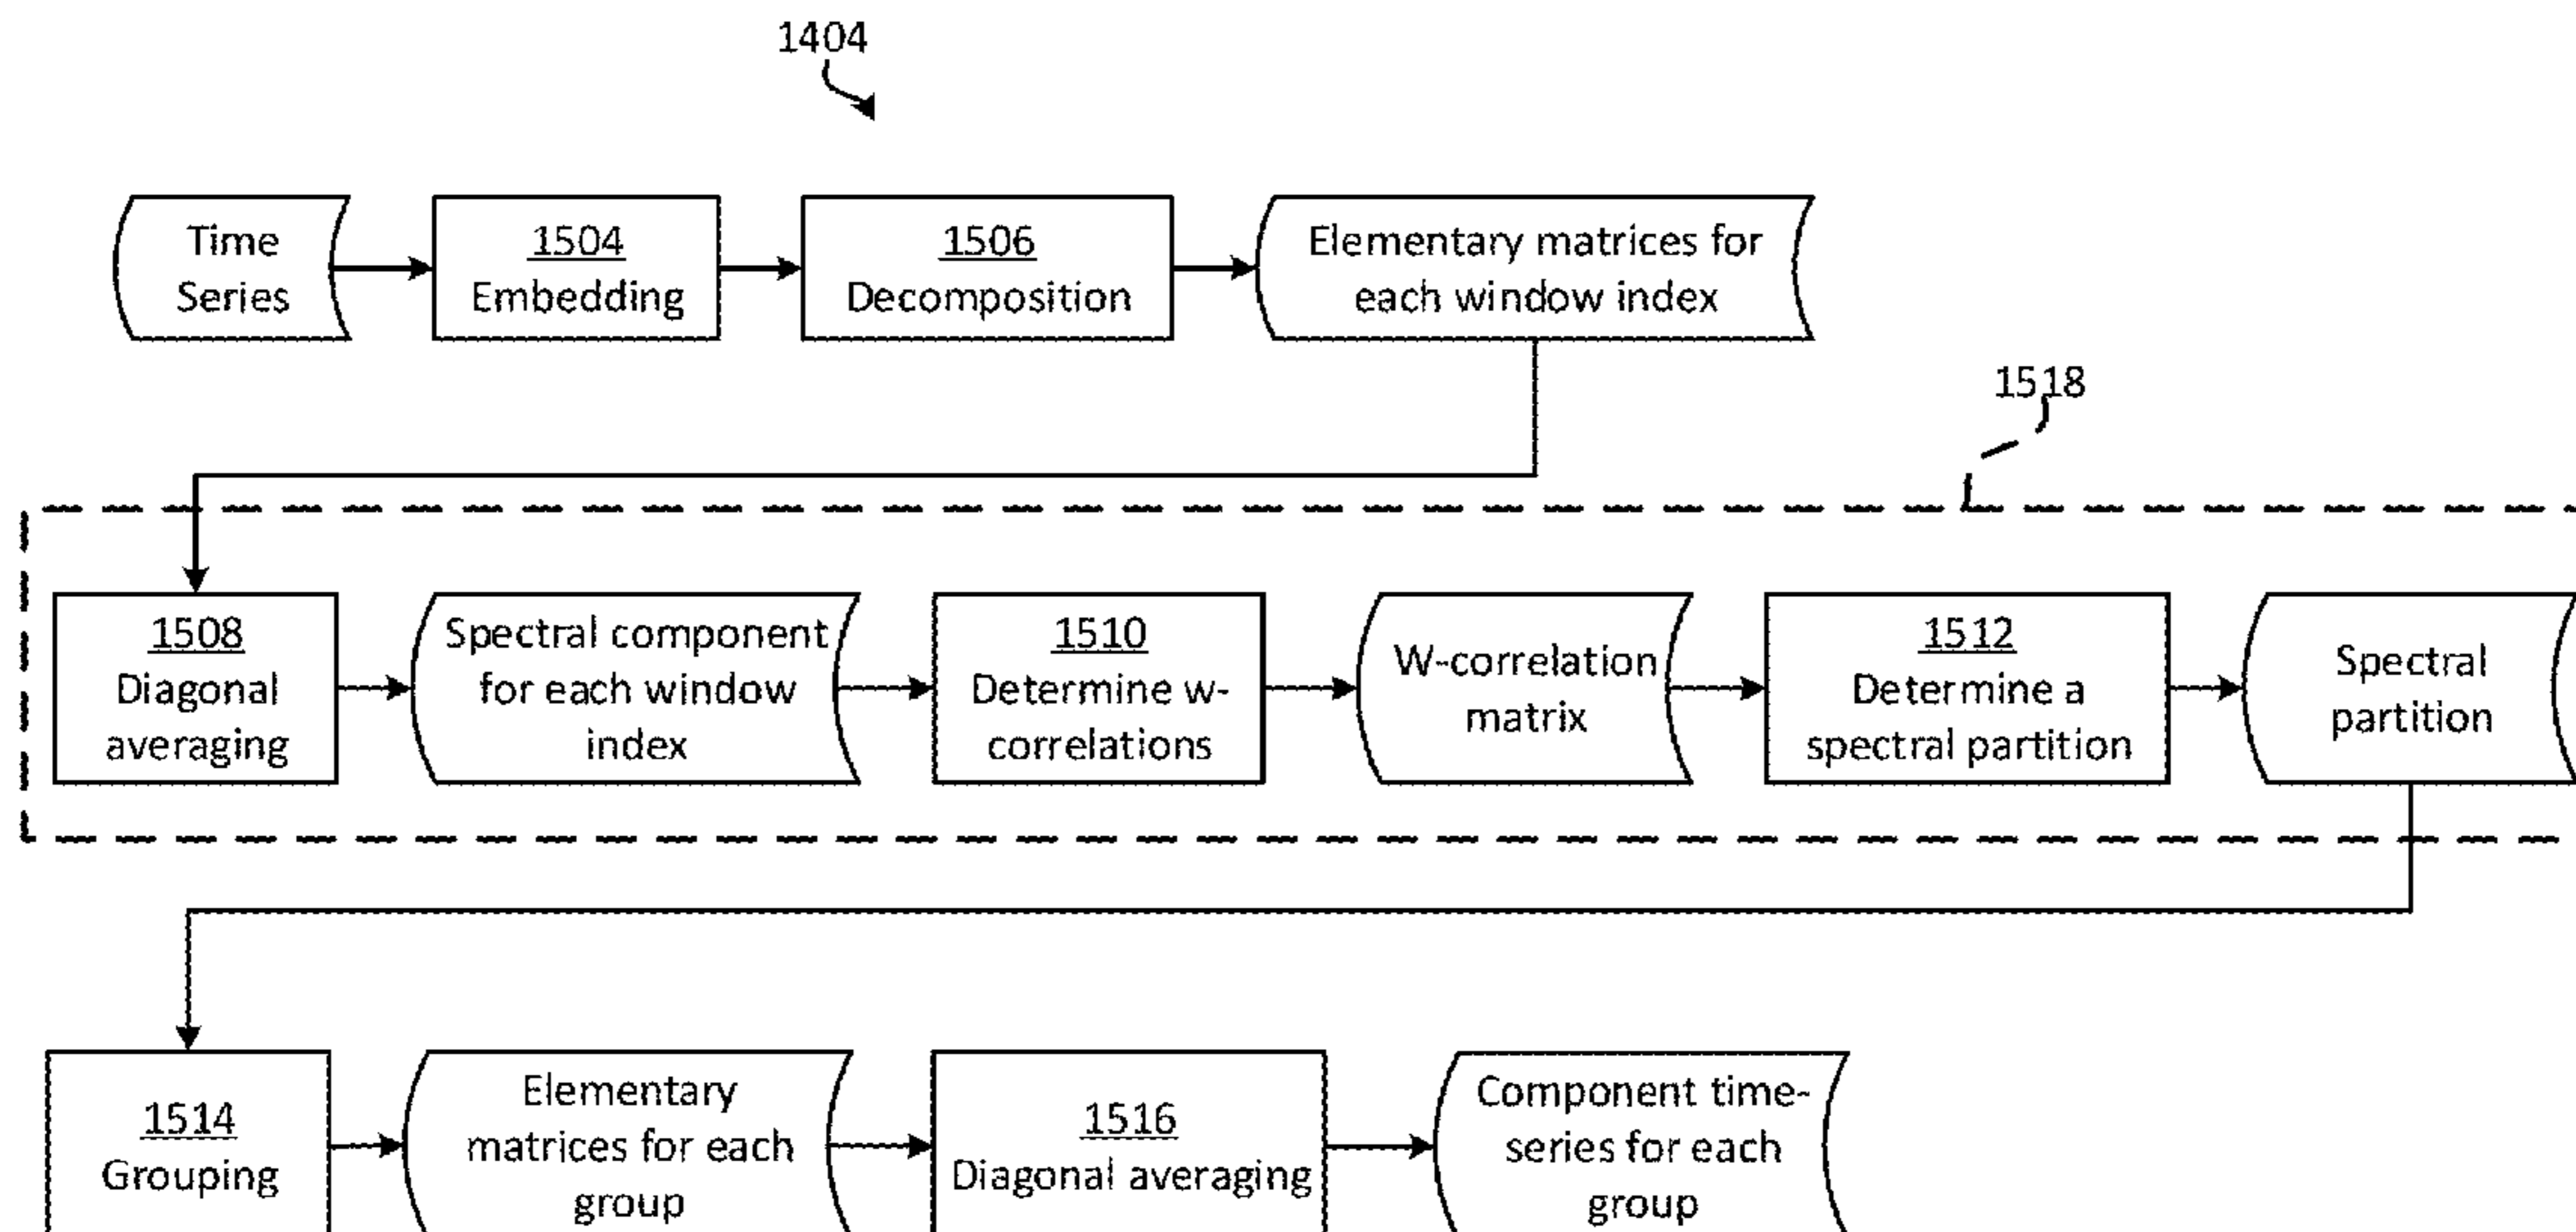 1404
Time
Series
1504
Embedding
1506
Decomposition
Elementary matrices for
each window index
1518
1508
Diagonal
averaging
Spectral component
for each window
index
1510
Determine w-
correlations
W-correlation
matrix
1512
Determine a
spectral partition
Spectral
partition
1514
Grouping
Elementary
matrices for each
group
1516
Diagonal averaging
Component time-
series for each
group